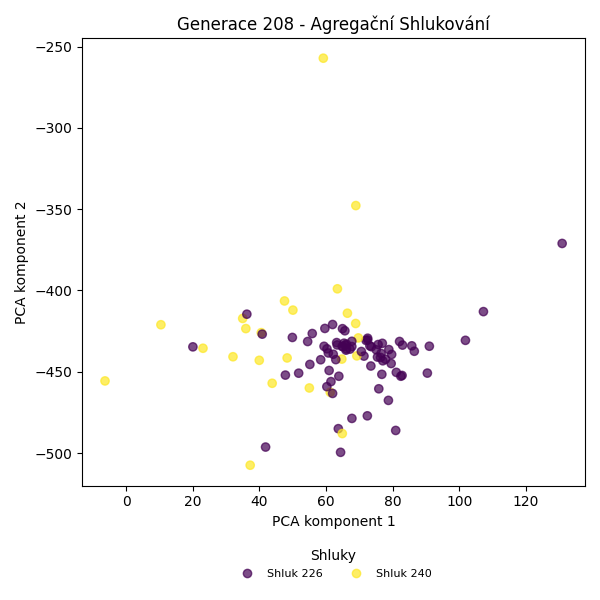 Generace 208 - Agregační Shlukování
PCA komponent 2
−250
−300
−350
−400
−450
−500
0 20 40 60 80 100 120
PCA komponent 1
Shluky
Shluk 226 Shluk 240